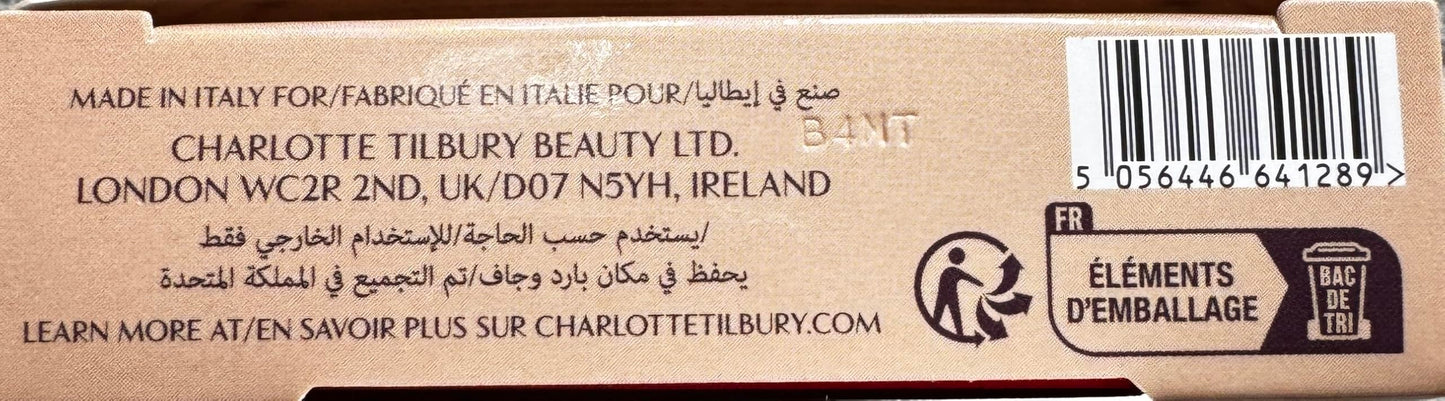 MADE IN ITALY FOR/FABRIQUÉ EN ITALIE POUR/صنع في إيطاليا
B4NT
CHARLOTTE TILBURY BEAUTY LTD.
LONDON WC2R 2ND, UK/D07 N5YH, IRELAND
/يستخدم حسب الحاجة/للإستخدام الخارجي فقط
يحفظ في مكان بارد وجاف/تم التجميع في المملكة المتحدة
LEARN MORE AT/EN SAVOIR PLUS SUR CHARLOTTETILBURY.COM
5 056446 641289 >
FR
ÉLÉMENTS
D'EMBALLAGE
BAC
DE
TRI